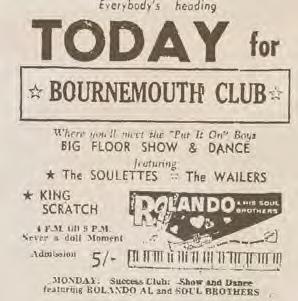 Everybody's heading
TODAY for
☆ BOURNEMOUTH CLUB ☆
Where you'll meet the "Put It On" Boys
BIG FLOOR SHOW & DANCE
featuring
★ The SOULETTES :: The WAILERS
★ KING
SCRATCH
ROLANDO & HIS SOUL
BROTHERS
4 P.M. till 9 P.M.
Never a dull Moment
Admission 5/-
MONDAY: Success Club: Show and Dance
featuring ROLANDO AL and SOUL BROTHERS